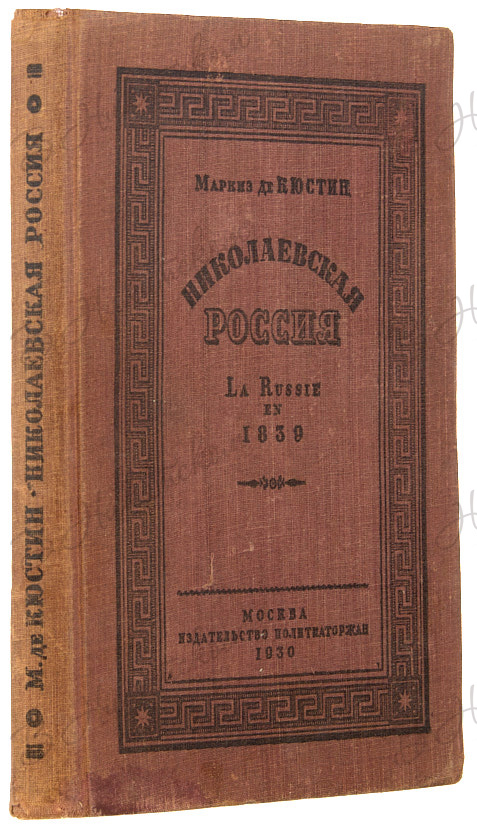 М. де КЮСТИН • НИКОЛАЕВСКАЯ РОССИЯ
Маркиз де КЮСТИН
НИКОЛАЕВСКАЯ
РОССИЯ
LA RUSSIE
EN
1839
МОСКВА
ИЗДАТЕЛЬСТВО ПОЛИТКАТОРЖАН
1930